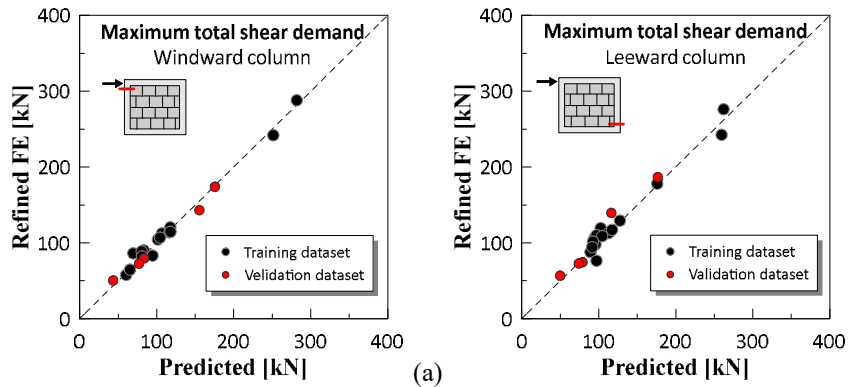 Maximum total shear demand
Windward column
Refined FE [kN]
400
300
200
100
0
Training dataset
Velidation dataset
0 100 200 300 400
Predicted [kN]
Maximum total shear demand
Leeward column
Refined FE [kN]
400
300
200
100
0
Training dataset
Velidation dataset
0 100 200 300 400
Predicted [kN]
(a)